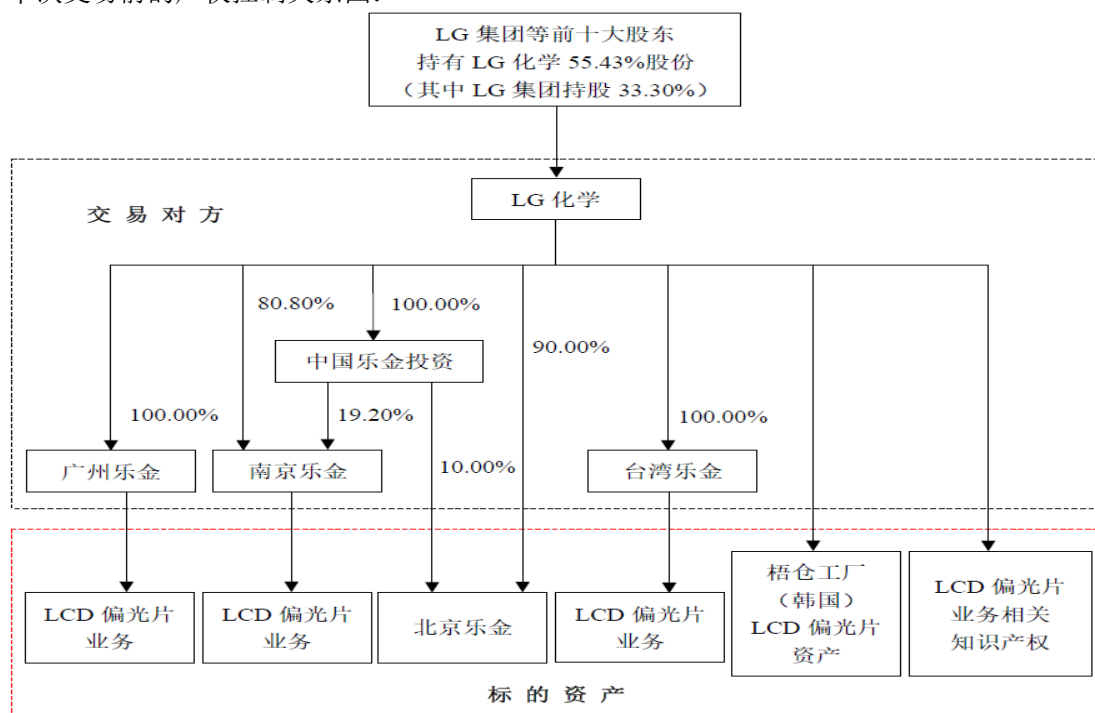 LG 集团等前十大股东
持有 LG 化学 55.43%股份
（其中 LG 集团持股 33.30%）
LG 化学
交 易 对 方
80.80%
100.00%
中国乐金投资
90.00%
100.00%
19.20%
100.00%
广州乐金
南京乐金
10.00%
台湾乐金
LCD 偏光片
业务
LCD 偏光片
业务
北京乐金
LCD 偏光片
业务
梧仓工厂
（韩国）
LCD 偏光片
资产
LCD 偏光片
业务相关
知识产权
标 的 资 产